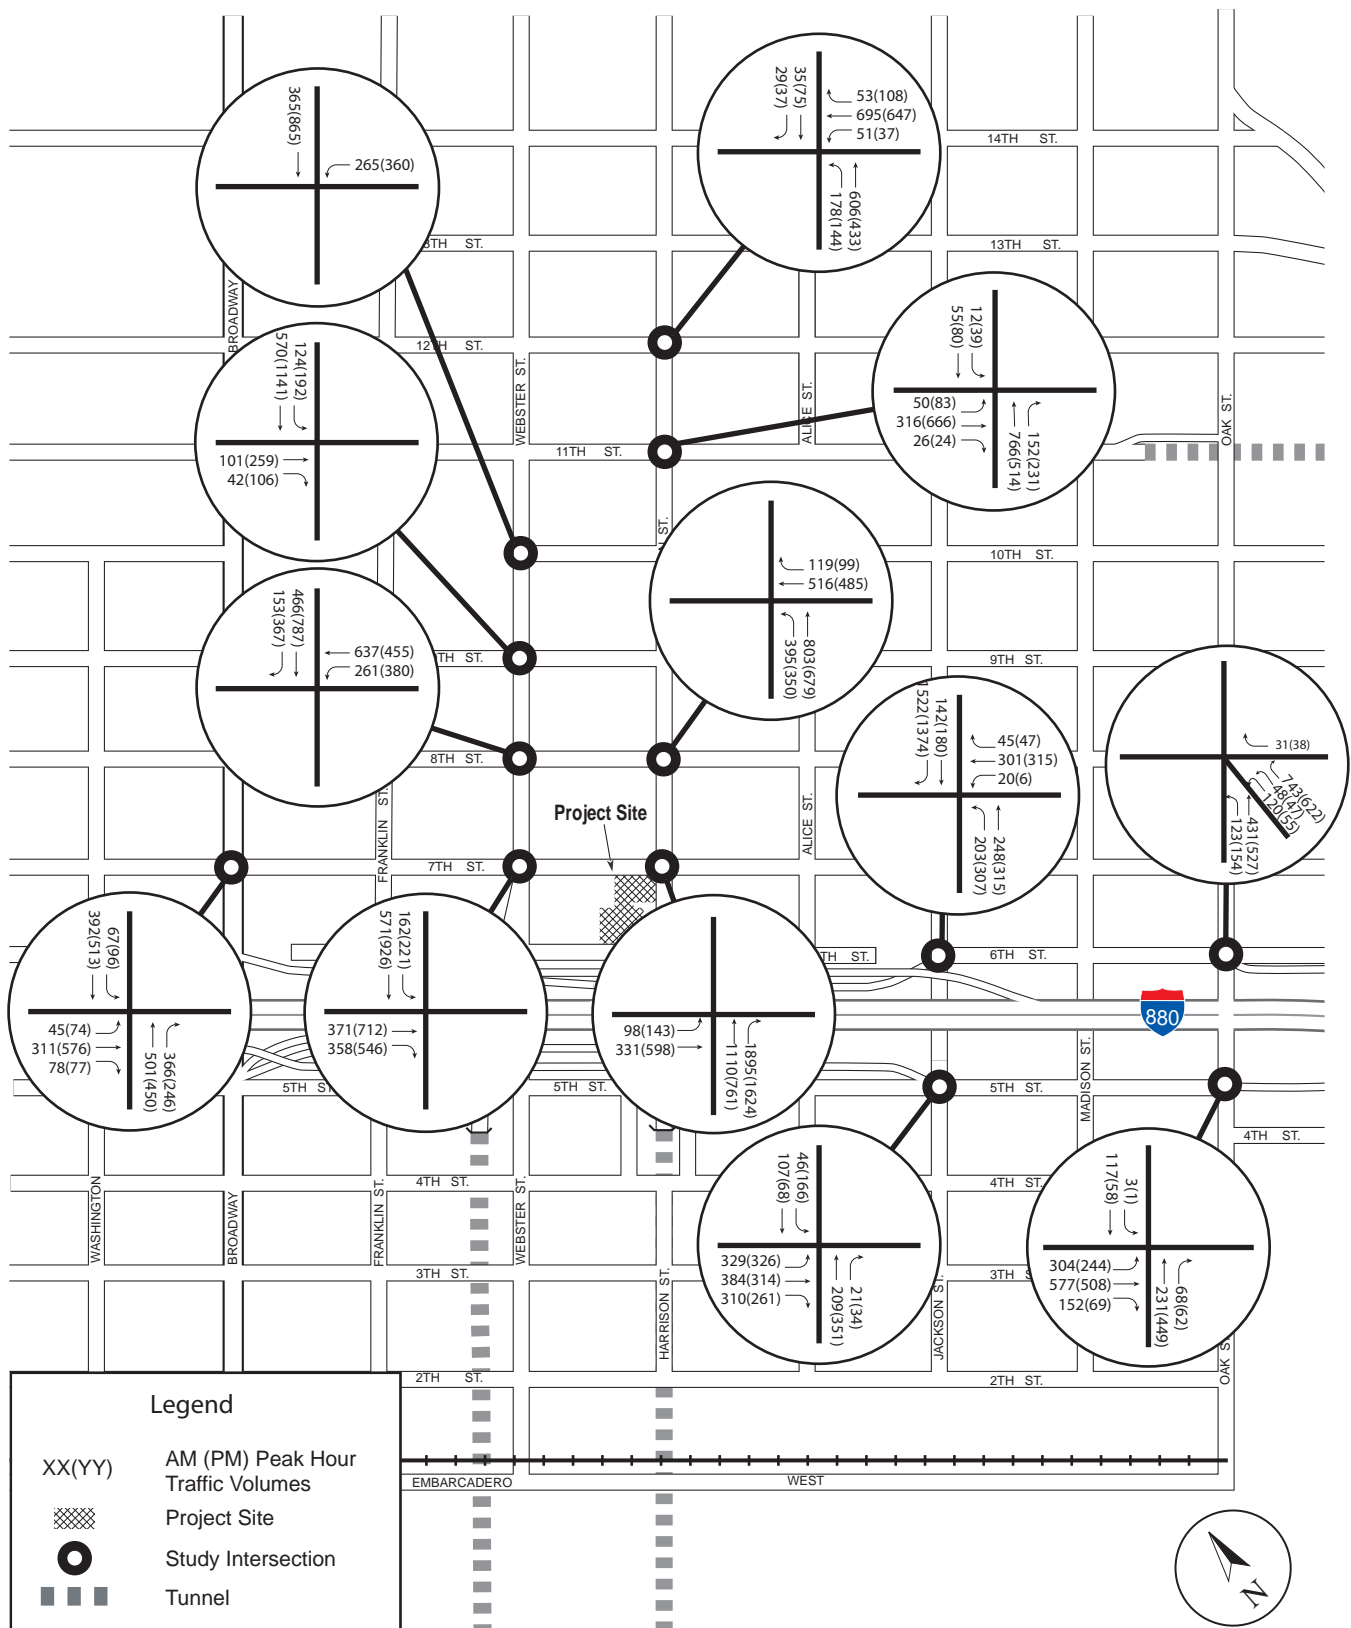 365(865)
265(360)
35(75)
29(37)
53(108)
695(647)
51(37)
178(144)
606(433)
14TH ST.
3TH ST.
13TH ST.
BROADWAY
12TH ST.
WEBSTER ST.
ALICE ST.
OAK ST.
11TH ST.
12(39)
55(80)
50(83)
316(666)
26(24)
766(514)
152(231)
124(192)
570(1141)
101(259)
42(106)
ST.
10TH ST.
119(99)
516(485)
395(350)
803(679)
466(787)
153(367)
637(455)
261(380)
TH ST.
9TH ST.
8TH ST.
142(180)
1522(1374)
45(47)
301(315)
20(6)
203(307)
248(315)
31(38)
743(622)
48(47)
120(55)
431(527)
123(154)
Project Site
FRANKLIN ST.
ALICE ST.
7TH ST.
67(96)
392(513)
45(74)
311(576)
78(77)
501(450)
366(246)
162(221)
571(926)
371(712)
358(546)
98(143)
331(598)
1110(761)
1895(1624)
TH ST.
6TH ST.
880
MADISON ST.
5TH ST
5TH ST.
5TH ST.
4TH ST.
46(166)
107(68)
329(326)
384(314)
310(261)
209(351)
21(34)
3(1)
117(58)
304(244)
577(508)
152(69)
231(449)
68(62)
4TH ST.
4TH ST.
WASHINGTON
BROADWAY
FRANKLIN ST.
WEBSTER ST.
HARRISON ST.
JACKSON ST.
OAK ST
3TH ST.
3TH S
2TH ST.
2TH ST.
EMBARCADERO WEST
Legend
XX(YY) AM (PM) Peak Hour
Traffic Volumes
Project Site
Study Intersection
Tunnel
N